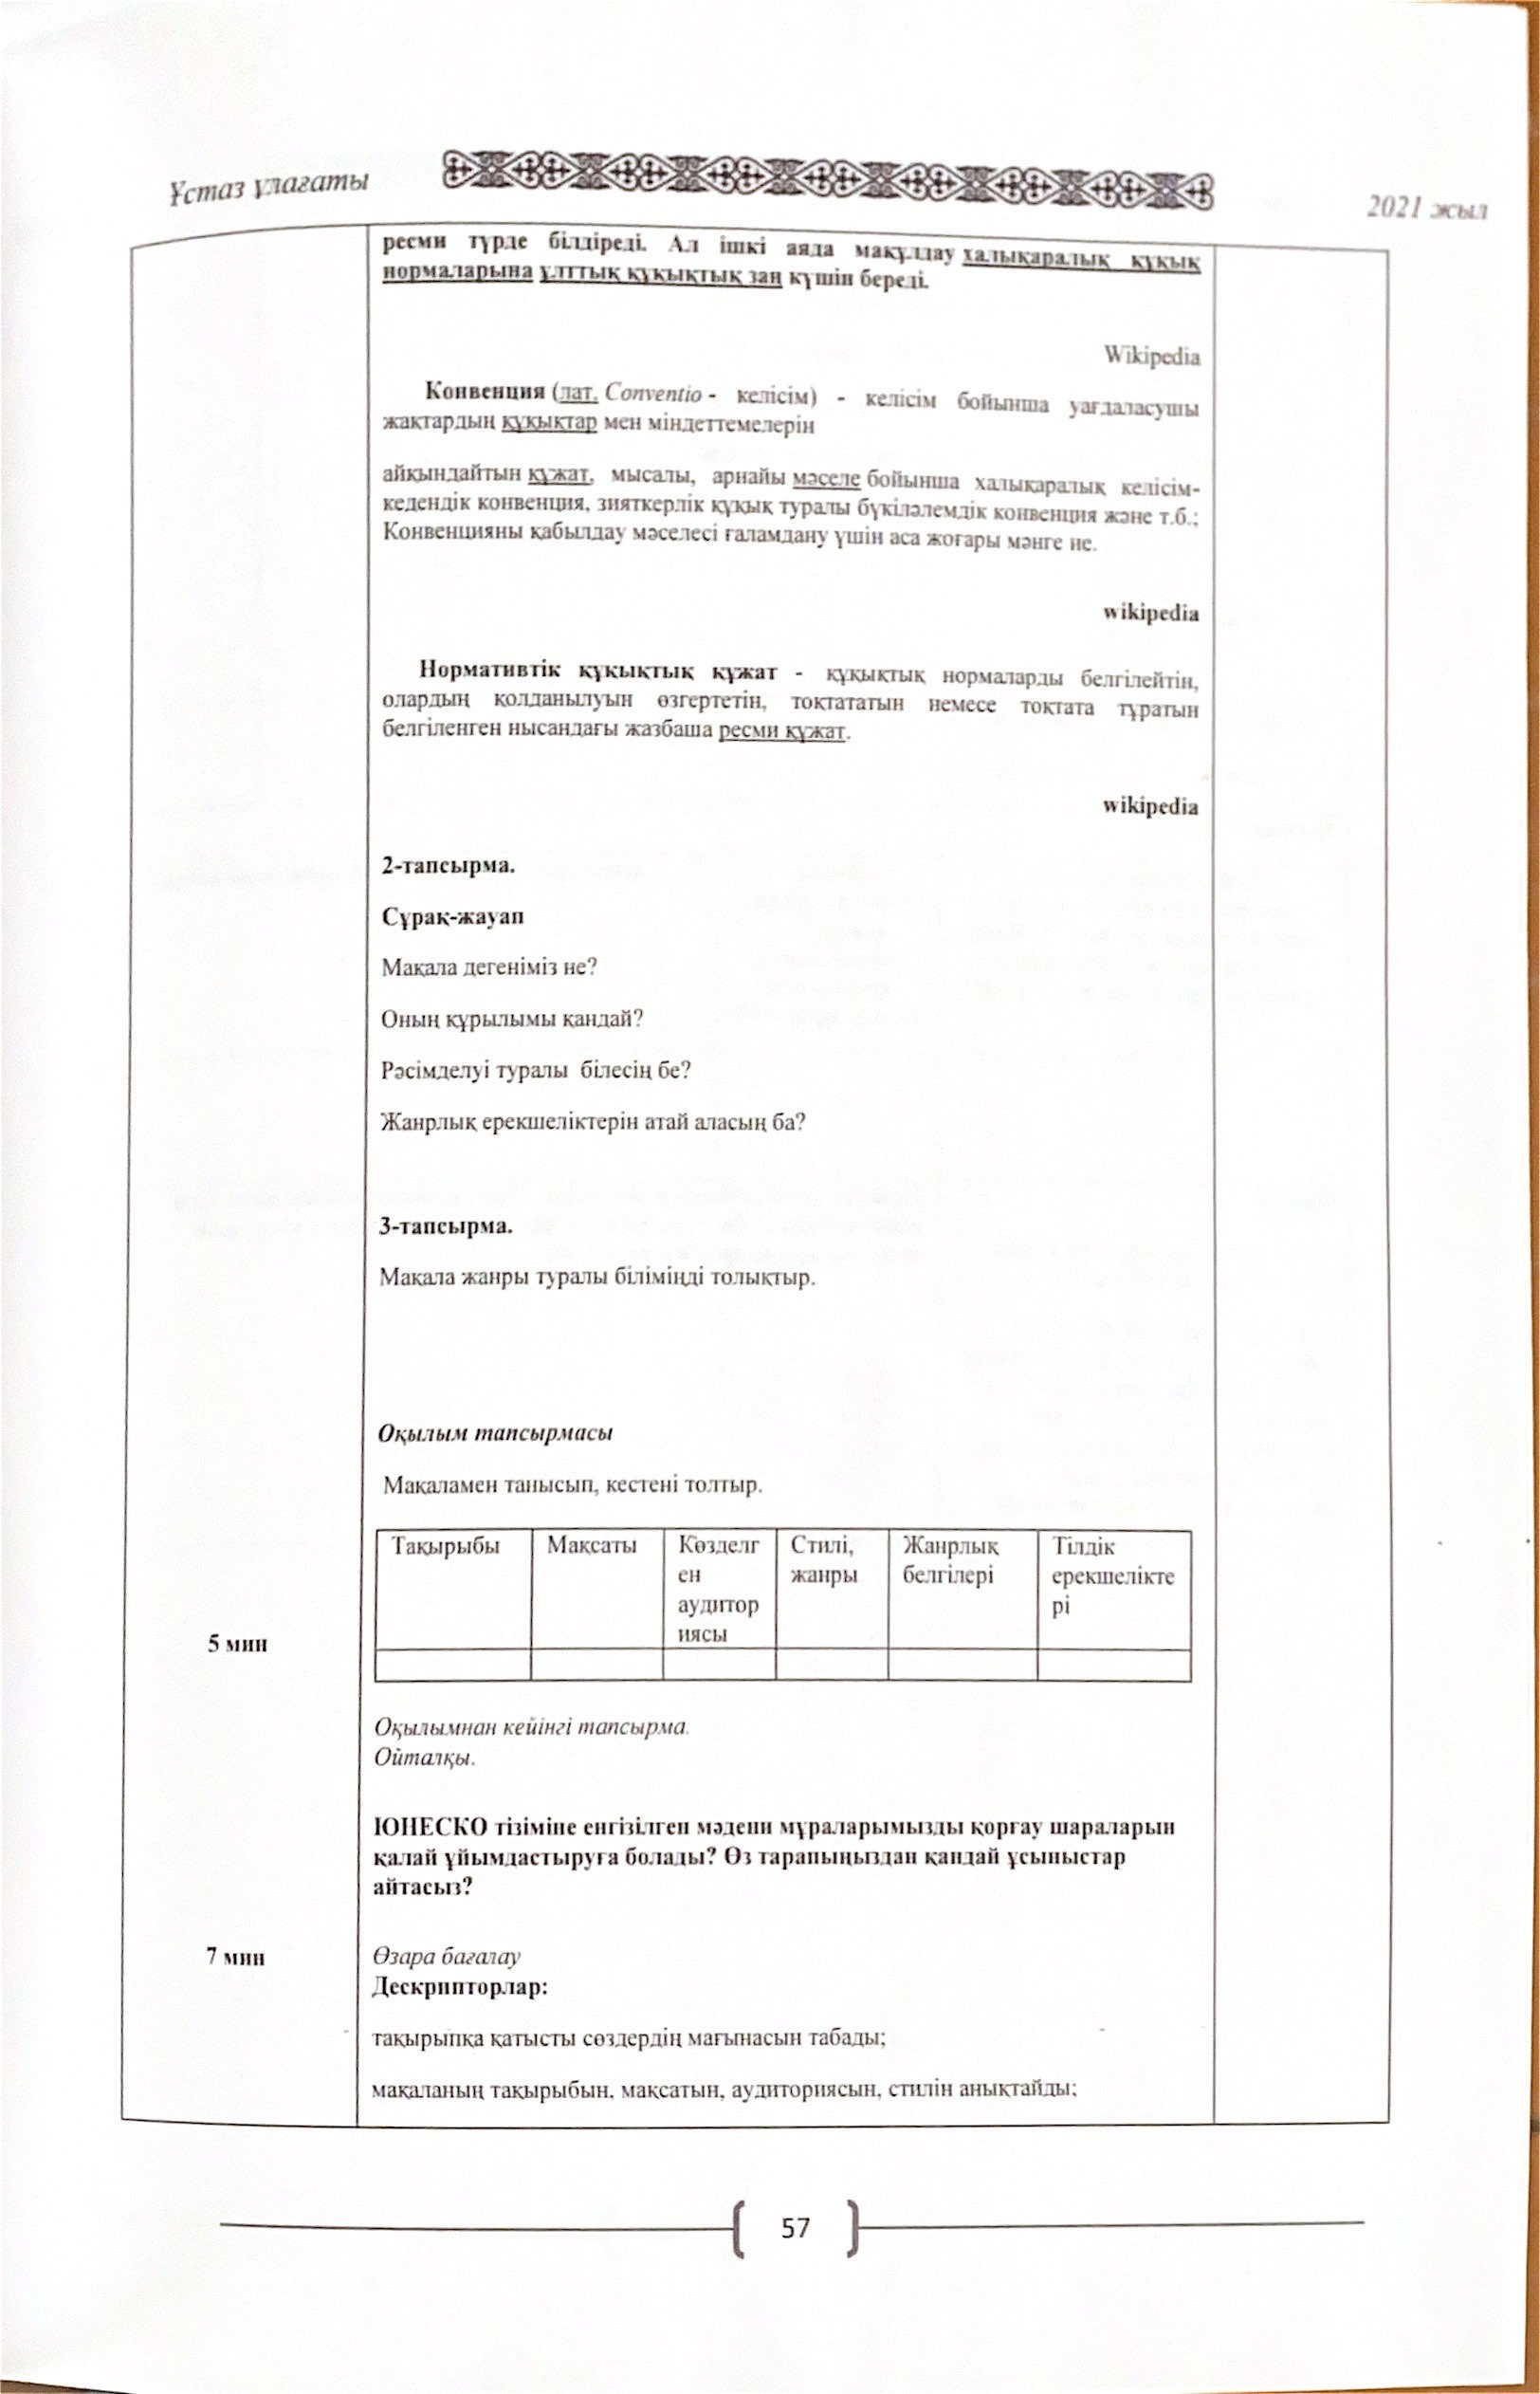 Ұстаз ұлағаты
2021 жыл
ресми түрде білдіреді. Ал ішкі аяда мақұлдау халықаралық құқық
нормаларына ұлттық құқықтық заң күшін береді.
Wikipedia
Конвенция (лат. Conventio - келісім) - келісім бойынша уағдаласушы
жақтардың құқықтар мен міндеттемелерін
айқындайтын құжат, мысалы, арнайы мәселе бойынша халықаралық келісім-
кедендік конвенция, зияткерлік құқық туралы бүкіләлемдік конвенция және т.б.;
Конвенцияны қабылдау мәселесі ғаламдану үшін аса жоғары мәнге ие.
wikipedia
Нормативтік құқықтық құжат - құқықтық нормаларды белгілейтін,
олардың қолданылуын өзгертетін, тоқтататын немесе тоқтата тұратын
белгіленген нысандағы жазбаша ресми құжат.
wikipedia
2-тапсырма.
Сұрақ-жауап
Мақала дегеніміз не?
Оның құрылымы қандай?
Рәсімделуі туралы білесің бе?
Жанрлық ерекшеліктерін атай аласың ба?
3-тапсырма.
Мақала жанры туралы біліміңді толықтыр.
Оқылым тапсырмасы
Мақаламен танысып, кестені толтыр.
Тақырыбы Мақсаты Көзделг Стилі, Жанрлық Тілдік
ен жанры белгілері ерекшелікте
аудитор рі
иясы
5 мин
Оқылымнан кейінгі тапсырма.
Ойталқы.
ЮНЕСКО тізіміне енгізілген мәдени мұраларымызды қорғау шараларын
қалай ұйымдастыруға болады? Өз тарапыңыздан қандай ұсыныстар
айтасыз?
7 мин
Өзара бағалау
Дескрипторлар:
тақырыпқа қатысты сөздердің мағынасын табады;
мақаланың тақырыбын, мақсатын, аудиториясын, стилін анықтайды;
57